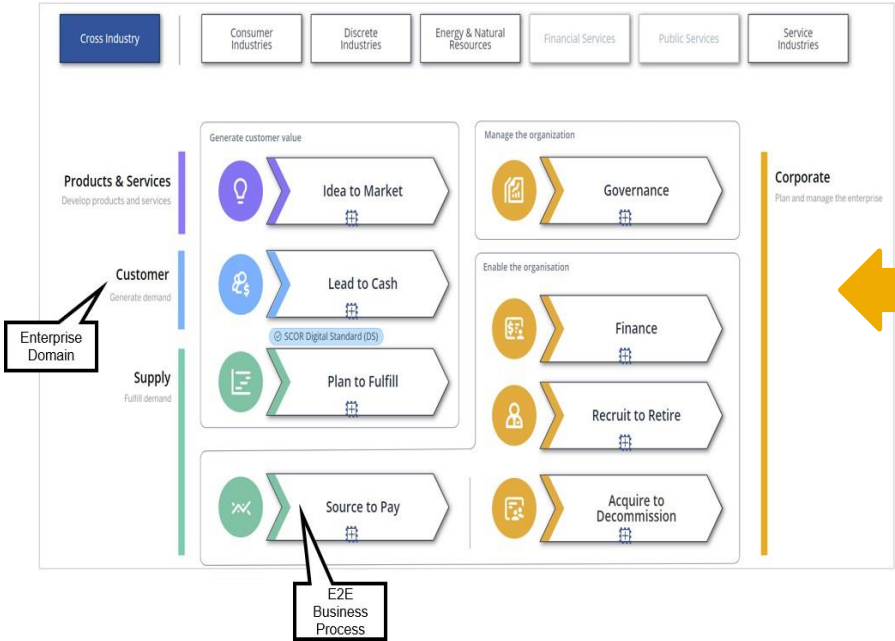 Cross Industry
Consumer
Industries
Discrete
Industries
Energy & Natural
Resources
Financial Services
Public Services
Service
Industries
Generate customer value
Manage the organization
Products & Services
Develop products and services
Idea to Market
Governance
Corporate
Plan and manage the enterprise
Customer
Generate demand
Lead to Cash
Enable the organisation
Enterprise
Domain
SCOR Digital Standard (DS)
Finance
Supply
Fulfill demand
Plan to Fulfill
Recruit to Retire
Source to Pay
Acquire to
Decommission
E2E
Business
Process